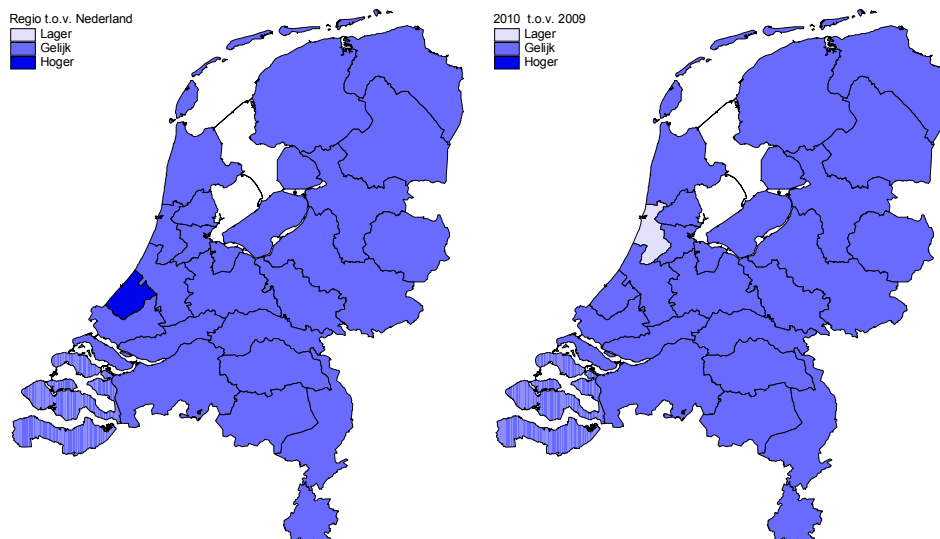 Regio t.o.v. Nederland
Lager
Gelijk
Hoger
2010 t.o.v. 2009
Lager
Gelijk
Hoger